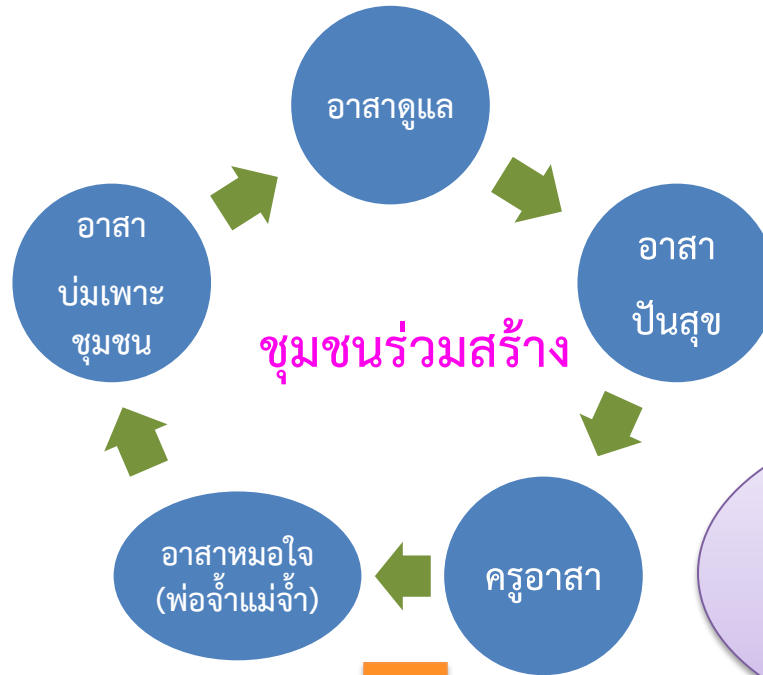 อาสาดูแล
อาสา
ปันสุข
ครูอาสา
อาสาหมอใจ
(พ่อจ้ำแม่จ้ำ)
อาสา
บ่มเพาะ
ชุมชน
ชุมชนร่วมสร้าง